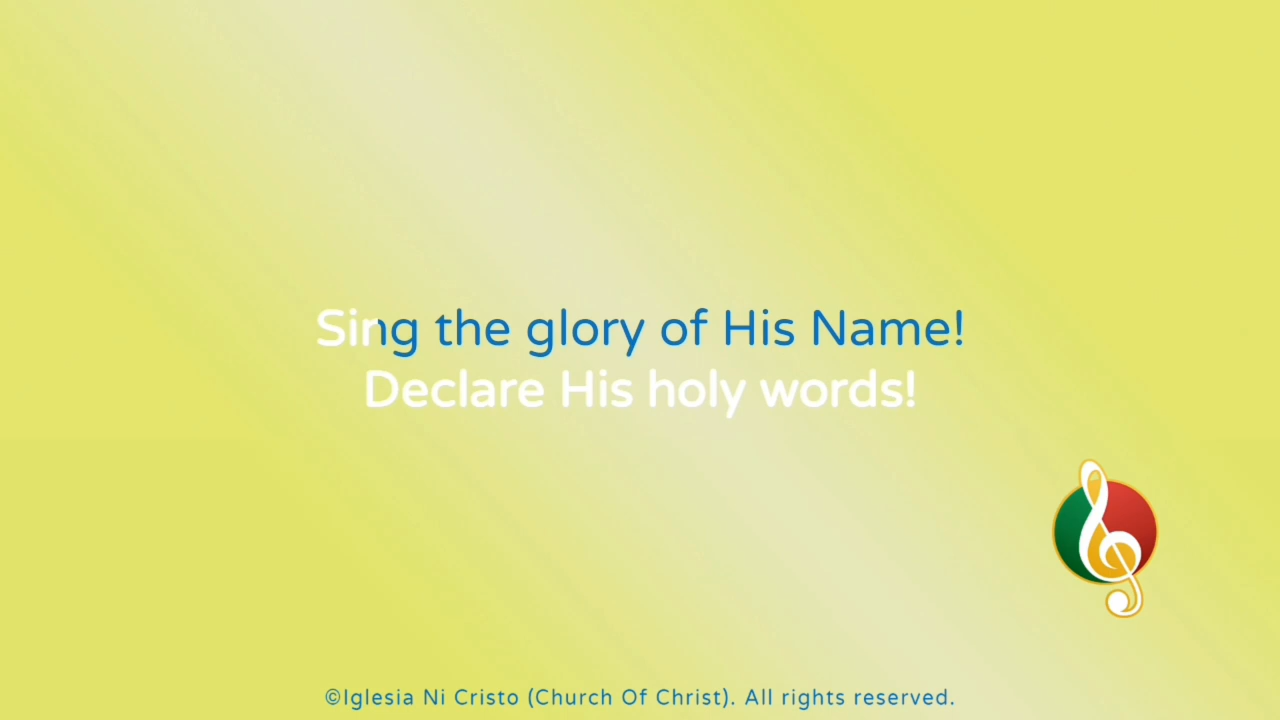 Sing the glory of His Name!
Declare His holy words!
©Iglesia Ni Cristo (Church Of Christ). All rights reserved.